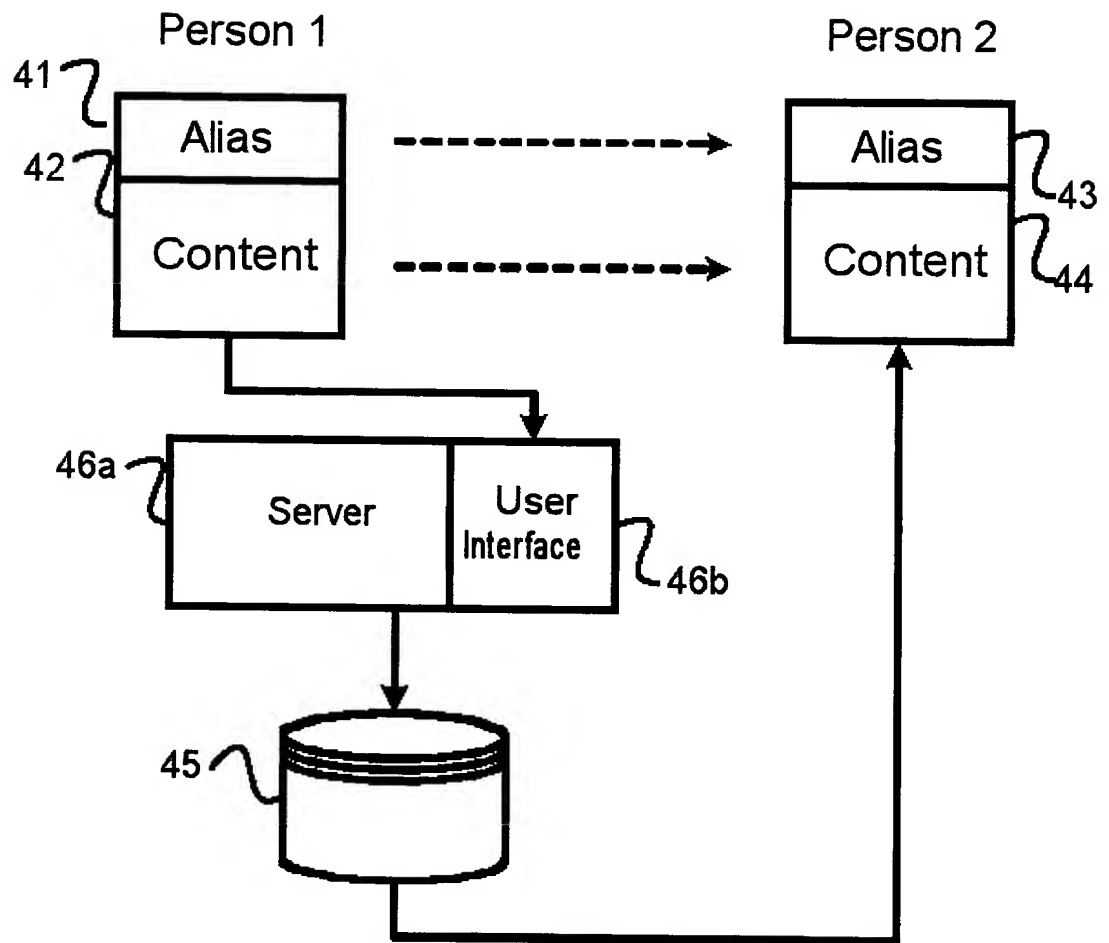 Person 1
Person 2
41
Alias
Alias
42
43
Content
Content
44
46a
Server
User
Interface
46b
45